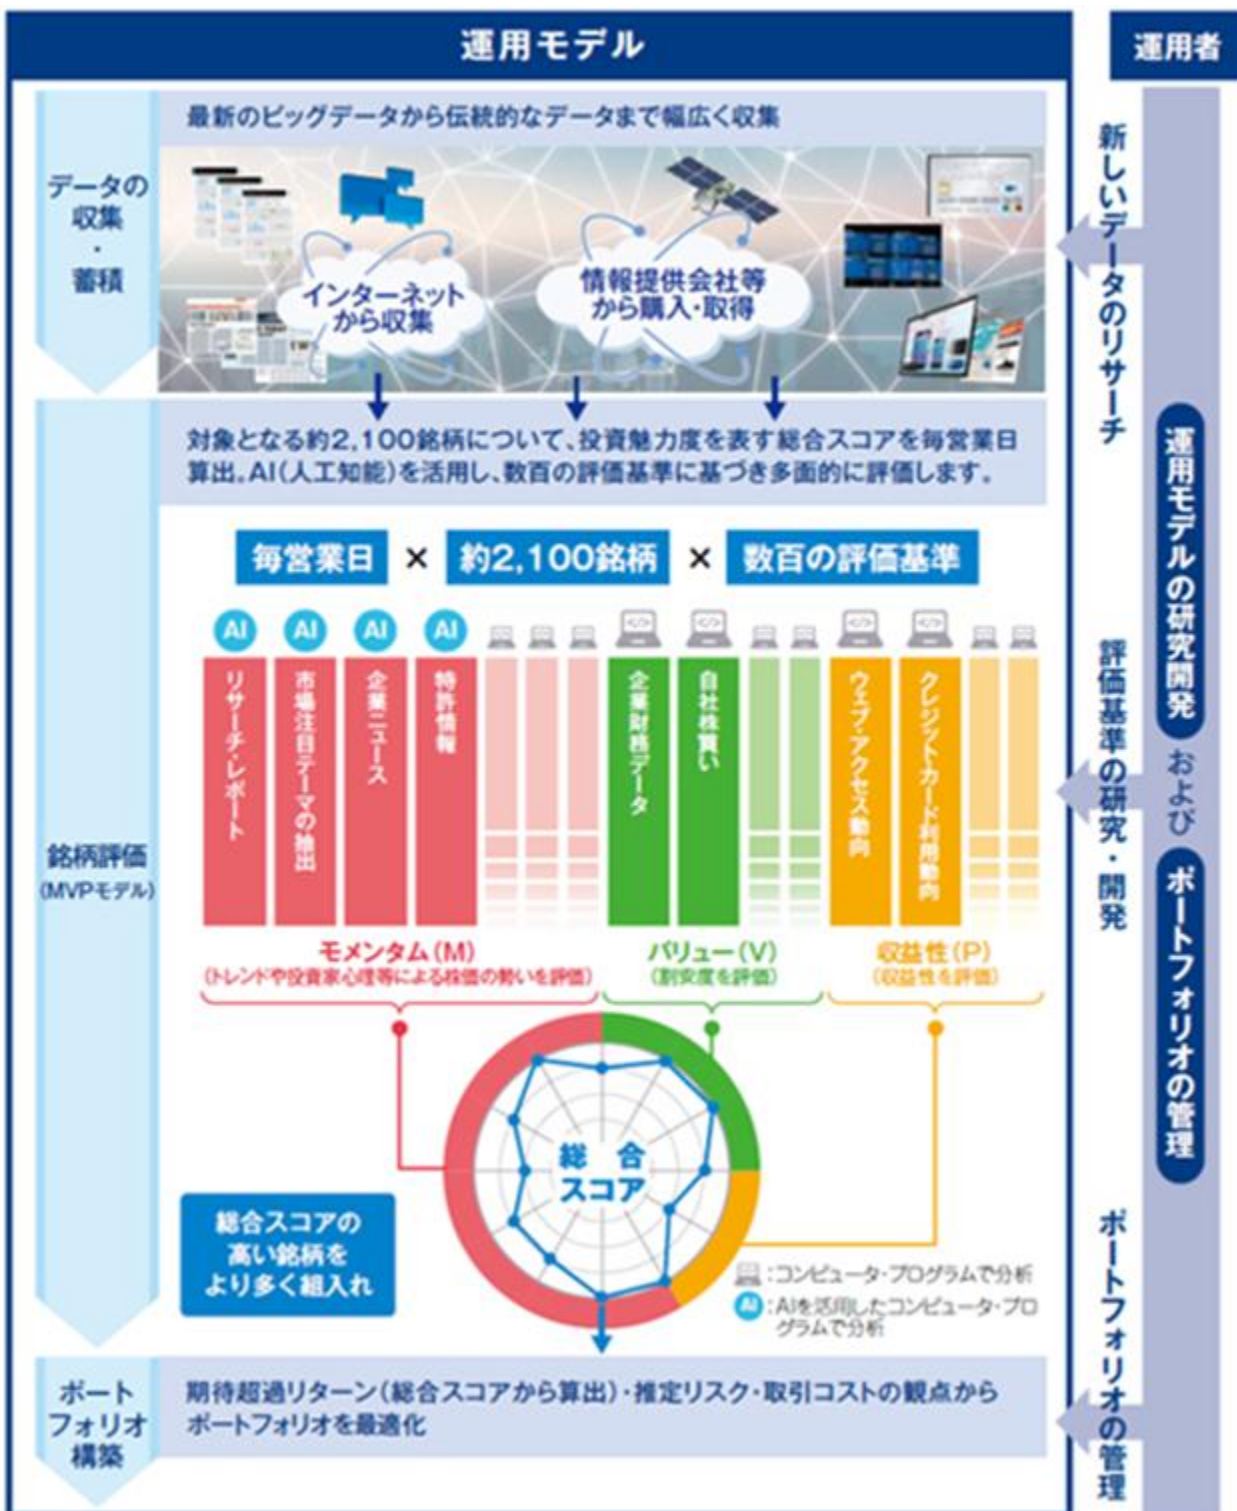 運用モデル
運用者
データの
収集
・
蓄積
最新のビッグデータから伝統的なデータまで幅広く収集
インターネット
から収集
情報提供会社等
から購入・取得
新しいデータのリサーチ
銘柄評価
(MVPモデル)
対象となる約2,100銘柄について、投資魅力度を表す総合スコアを毎営業日
算出。AI(人工知能)を活用し、数百の評価基準に基づき多面的に評価します。
毎営業日 × 約2,100銘柄 × 数百の評価基準
AI
AI
AI
AI
リサーチ・レポート
市場注目テーマの抽出
企業ニュース
特許情報
企業財務データ
自社株買い
ウェブ・アクセス動向
クレジットカード利用動向
モメンタム(M)
(トレンドや投資家心理等による株価の勢いを評価)
バリュー(V)
(割安度を評価)
収益性(P)
(収益性を評価)
総合
スコア
総合スコアの
高い銘柄を
より多く組入れ
:コンピュータ・プログラムで分析
AI:AIを活用したコンピュータ・プロ
グラムで分析
評価基準の研究・開発
運用モデルの研究開発
および
ポートフォリオの管理
ポート
フォリオ
構築
期待超過リターン(総合スコアから算出)・推定リスク・取引コストの観点から
ポートフォリオを最適化
ポートフォリオの管理